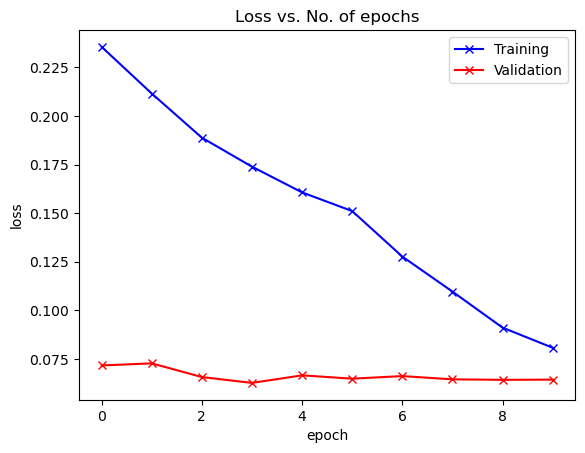 Loss vs. No. of epochs
Training
Validation
0.225
0.200
0.175
0.150
0.125
0.100
0.075
loss
0 2 4 6 8
epoch